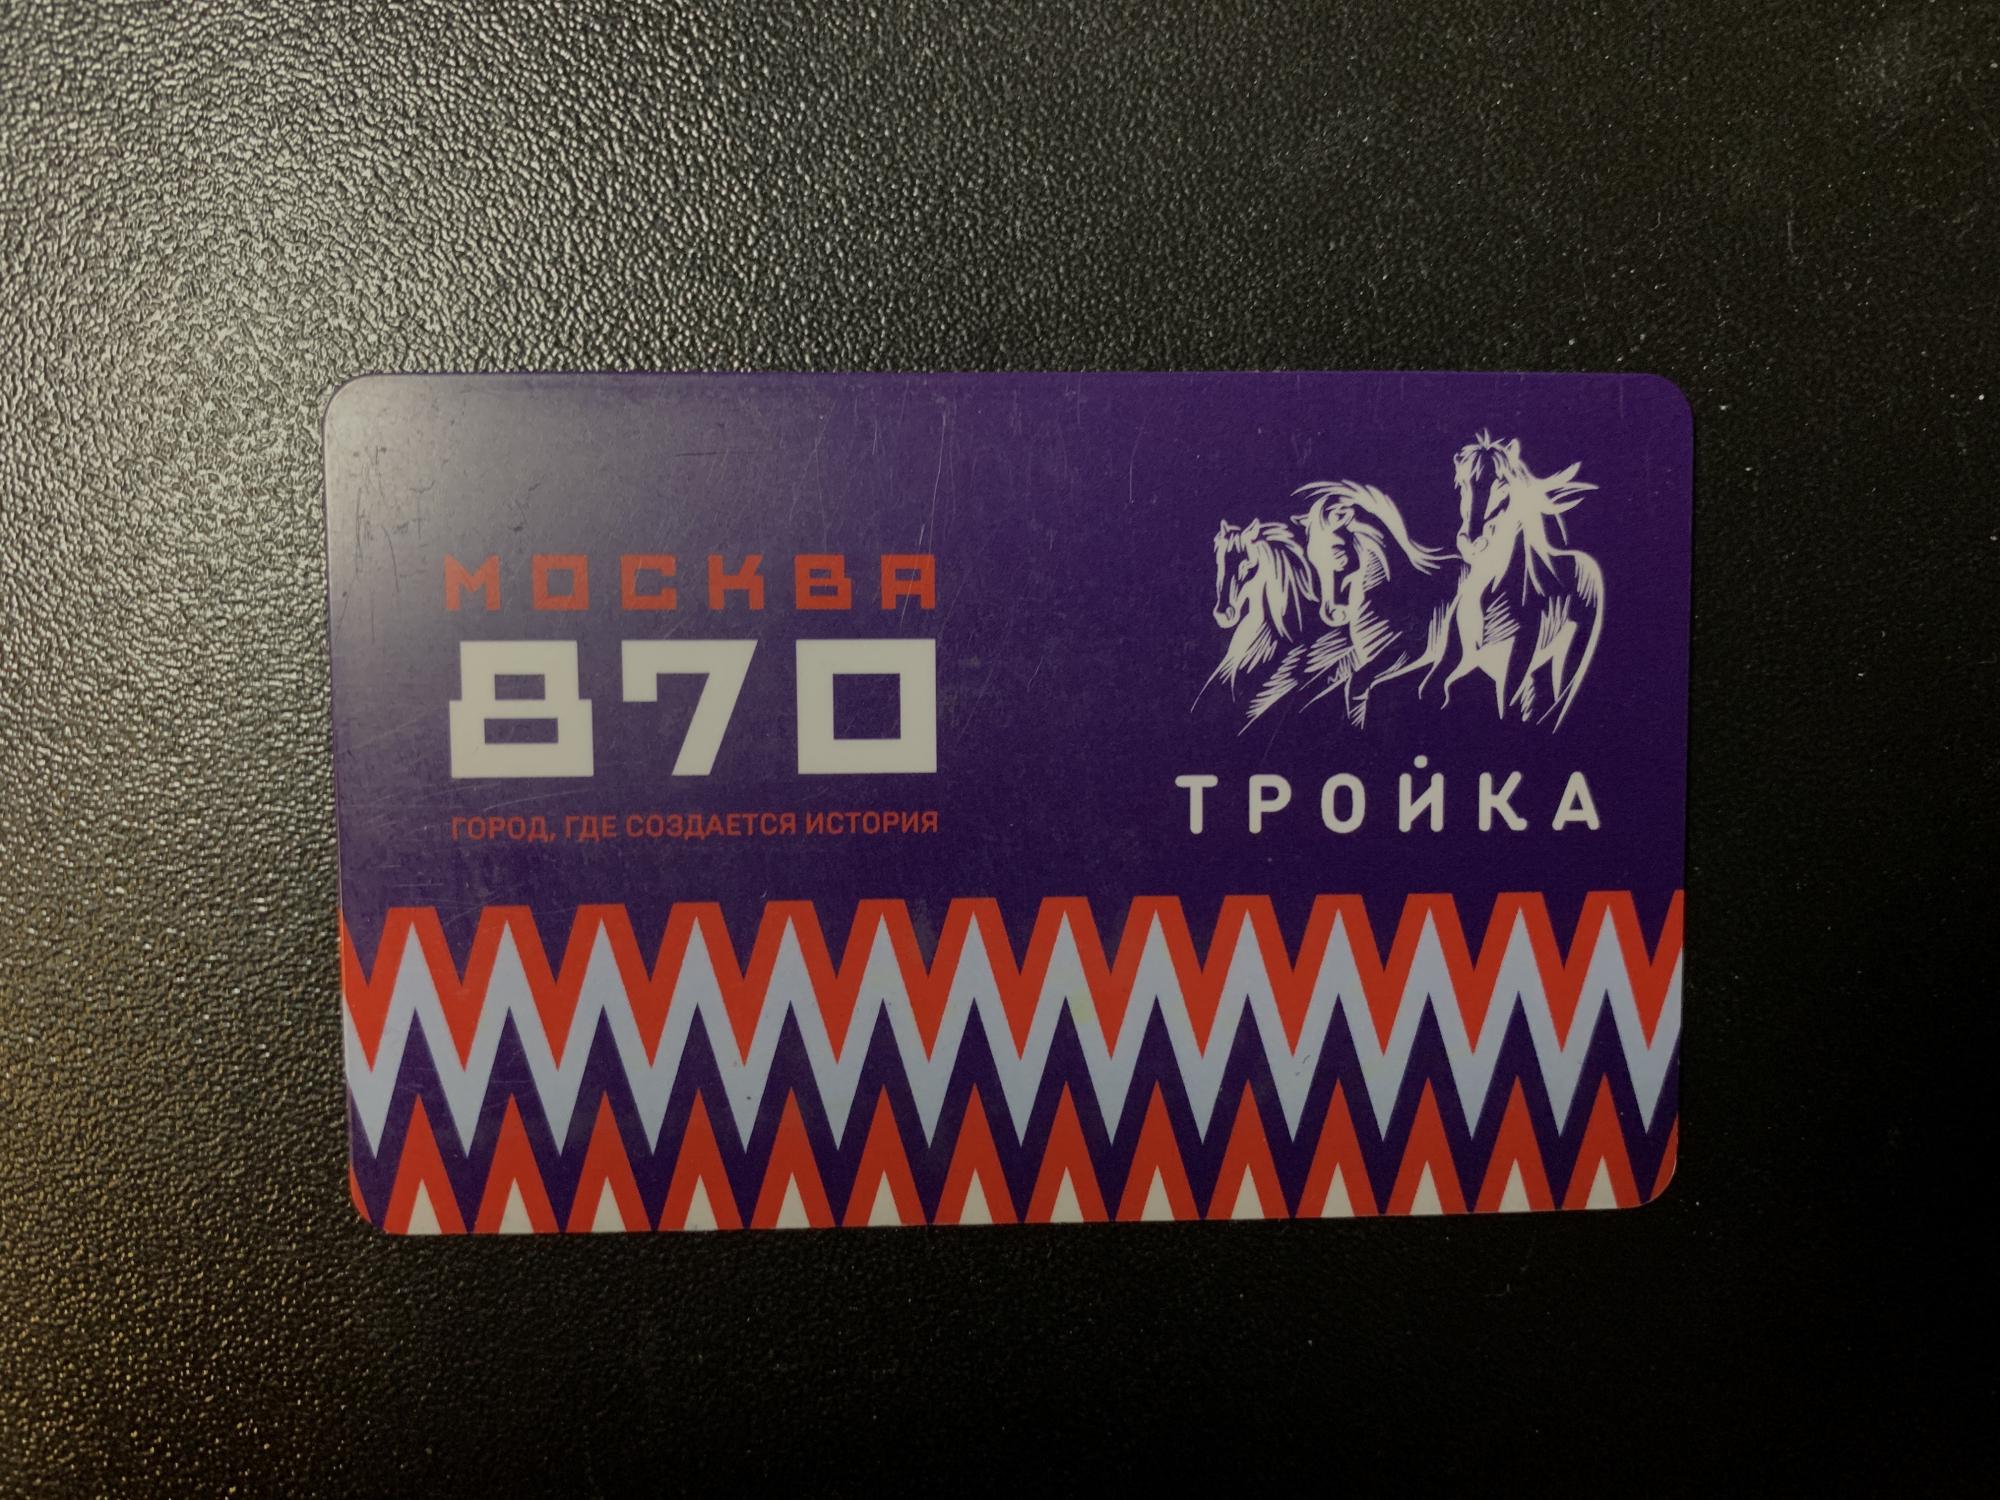 МОСКВА
870
ГОРОД, ГДЕ СОЗДАЕТСЯ ИСТОРИЯ
ТРОЙКА